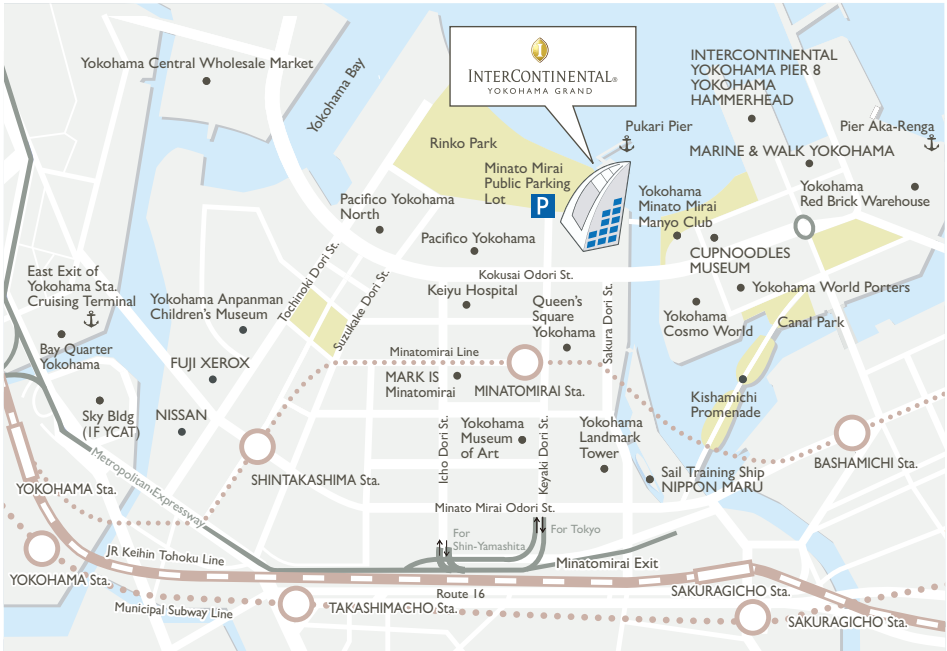 INTERCONTINENTAL®
YOKOHAMA GRAND
Yokohama Central Wholesale Market
Yokohama Bay
INTERCONTINENTAL
YOKOHAMA PIER 8
YOKOHAMA
HAMMERHEAD
Pukari Pier
Pier Aka-Renga
Rinko Park
MARINE & WALK YOKOHAMA
Minato Mirai
Public Parking
Lot
P
Yokohama
Minato Mirai
Manyo Club
Yokohama
Red Brick Warehouse
Pacifico Yokohama
North
Pacifico Yokohama
CUPNOODLES
MUSEUM
Kokusai Odori St.
Tochinoki Dori St.
Suzukake Dori St.
Sakura Dori St.
East Exit of
Yokohama Sta.
Cruising Terminal
Yokohama Anpanman
Children's Museum
Keiyu Hospital
Queen's
Square
Yokohama
Yokohama World Porters
Yokohama
Cosmo World
Canal Park
Bay Quarter
Yokohama
FUJI XEROX
Minatomirai Line
MARK IS
Minatomirai
MINATOMIRAI Sta.
Kishamichi
Promenade
Sky Bldg
(1F YCAT)
NISSAN
Icho Dori St.
Yokohama
Museum
of Art
Keyaki Dori St.
Yokohama
Landmark
Tower
BASHAMICHI Sta.
Metropolitan Expressway
SHINTAKASHIMA Sta.
Sail Training Ship
NIPPON MARU
YOKOHAMA Sta.
Minato Mirai Odori St.
For
Shin-Yamashita
For Tokyo
JR Keihin Tohoku Line
Minatomirai Exit
YOKOHAMA Sta.
Route 16
SAKURAGICHO Sta.
Municipal Subway Line
TAKASHIMACHO Sta.
SAKURAGICHO Sta.